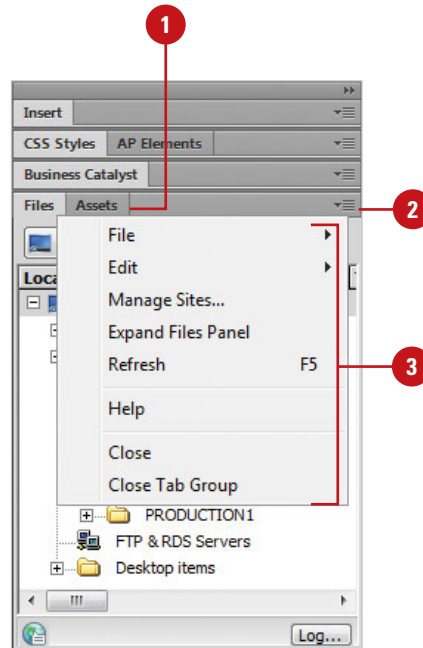 1
Insert
CSS Styles AP Elements
Business Catalyst
Files Assets
2
File
Loca
Edit
Manage Sites...
Expand Files Panel
Refresh F5
3
Help
Close
Close Tab Group
PRODUCTION1
FTP & RDS Servers
Desktop items
Log...